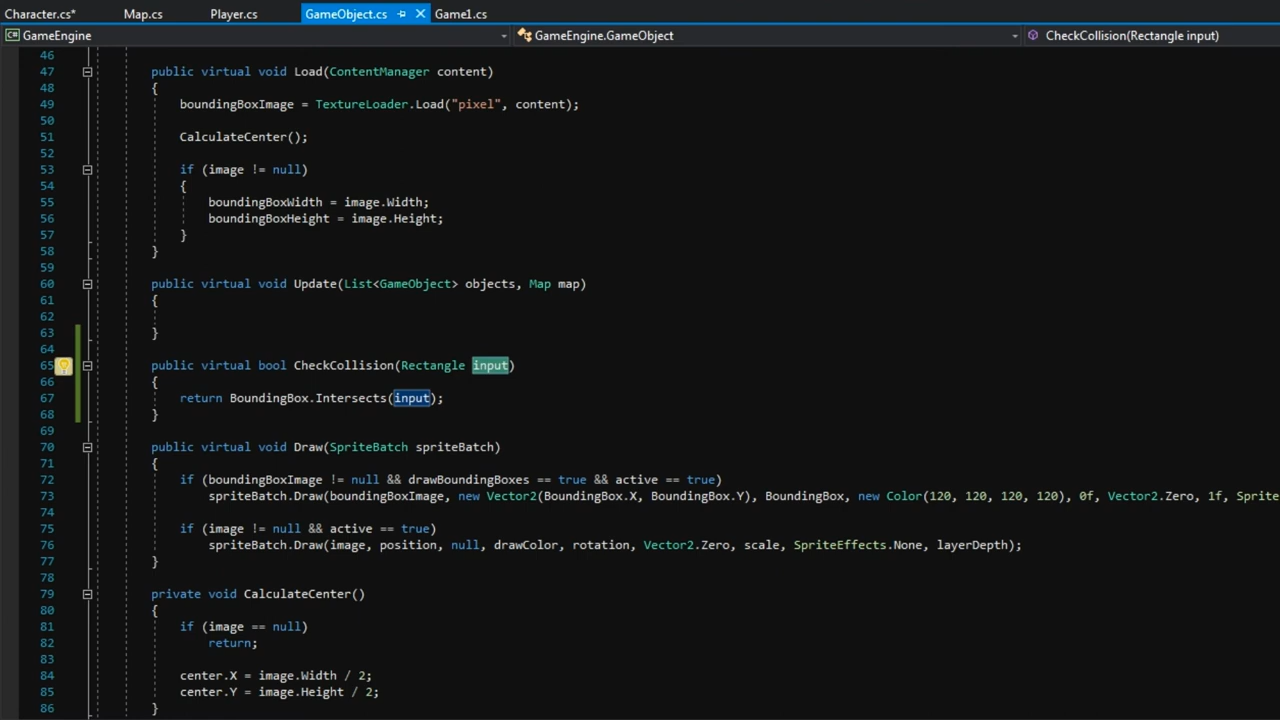 Character.cs* Map.cs Player.cs GameObject.cs Game1.cs
C# GameEngine GameEngine.GameObject CheckCollision(Rectangle input)
46
47 public virtual void Load(ContentManager content)
48 {
49 boundingBoxImage = TextureLoader.Load("pixel", content);
50
51 CalculateCenter();
52
53 if (image != null)
54 {
55 boundingBoxWidth = image.Width;
56 boundingBoxHeight = image.Height;
57 }
58 }
59
60 public virtual void Update(List<GameObject> objects, Map map)
61 {
62
63 }
64
65 public virtual bool CheckCollision(Rectangle input)
66 {
67 return BoundingBox.Intersects(input);
68 }
69
70 public virtual void Draw(SpriteBatch spriteBatch)
71 {
72 if (boundingBoxImage != null && drawBoundingBoxes == true && active == true)
73 spriteBatch.Draw(boundingBoxImage, new Vector2(BoundingBox.X, BoundingBox.Y), BoundingBox, new Color(120, 120, 120, 120), 0f, Vector2.Zero, 1f, Sprite
74
75 if (image != null && active == true)
76 spriteBatch.Draw(image, position, null, drawColor, rotation, Vector2.Zero, scale, SpriteEffects.None, layerDepth);
77 }
78
79 private void CalculateCenter()
80 {
81 if (image == null)
82 return;
83
84 center.X = image.Width / 2;
85 center.Y = image.Height / 2;
86 }